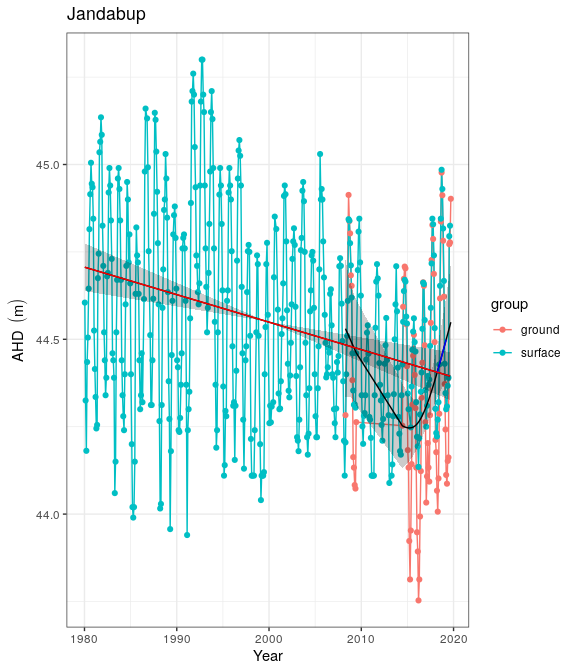 Jandabup
45.0
44.5
44.0
AHD (m)
1980 1990 2000 2010 2020
Year
group
ground
surface